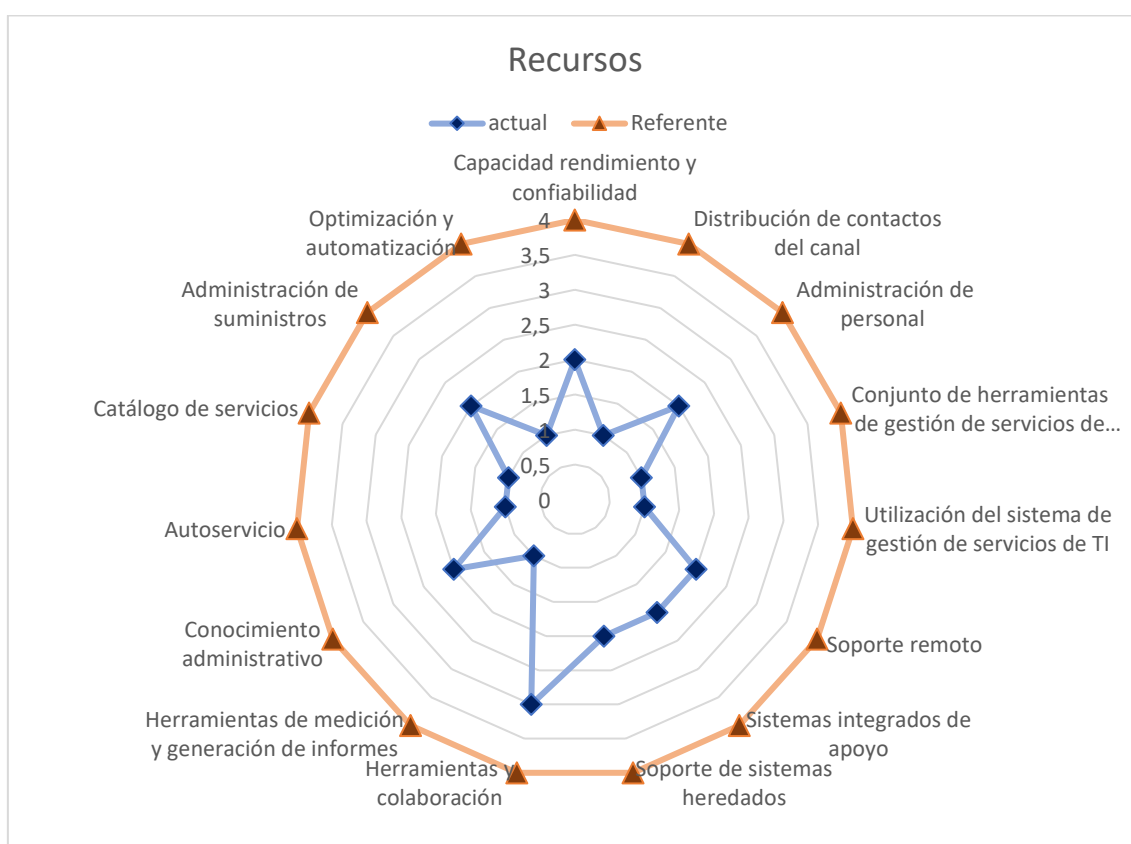 Recursos
actual
Referente
Capacidad rendimiento y
confiabilidad
Distribución de contactos
del canal
Administración de
personal
Conjunto de herramientas
de gestión de servicios de...
Utilización del sistema de
gestión de servicios de TI
Soporte remoto
Sistemas integrados de
apoyo
Soporte de sistemas
heredados
Herramientas y
colaboración
Herramientas de medición
y generación de informes
Conocimiento
administrativo
Autoservicio
Catálogo de servicios
Administración de
suministros
Optimización y
automatización
4
3,5
3
2,5
2
1,5
1
0,5
0